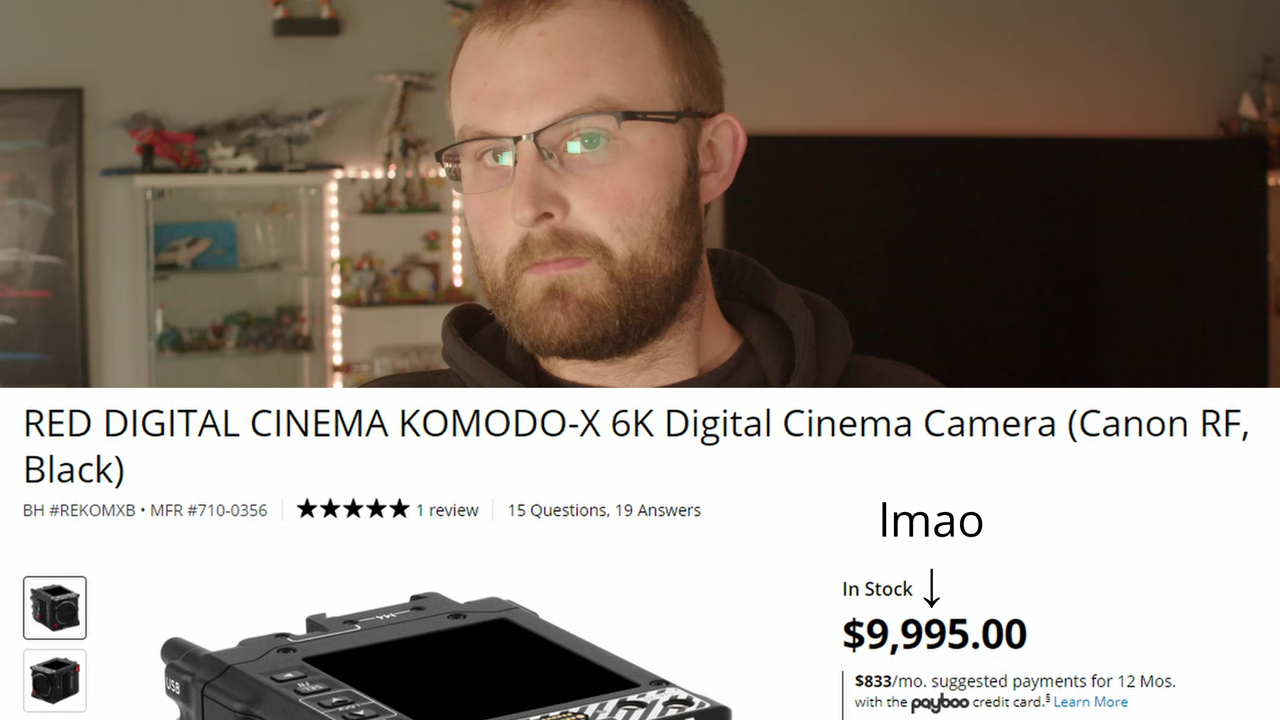 RED DIGITAL CINEMA KOMODO-X 6K Digital Cinema Camera (Canon RF,
Black)
BH #REKOMXB • MFR #710-0356 ★★★★★ 1 review 15 Questions, 19 Answers
lmao
In Stock ↓
$9,995.00
$833/mo. suggested payments for 12 Mos.
with the payboo credit card.§ Learn More
USB